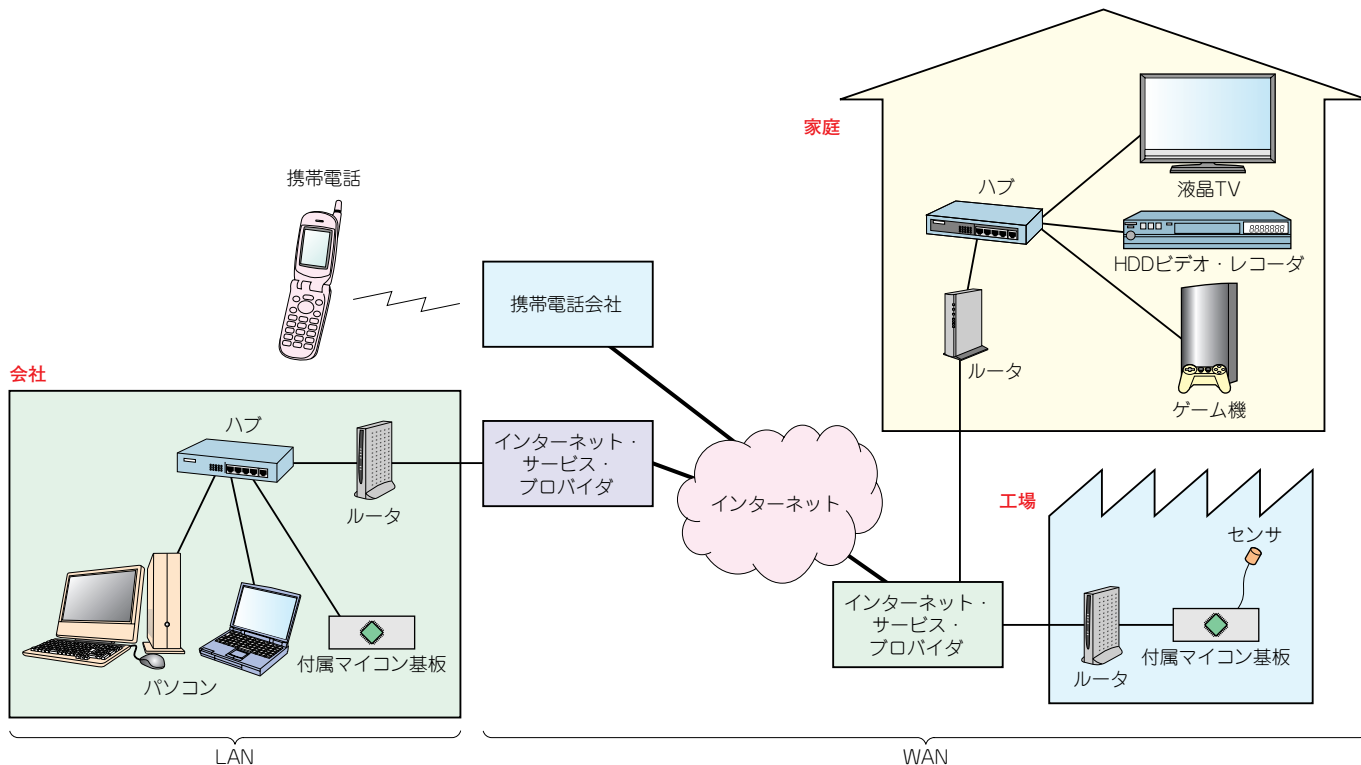 家庭
液晶TV
ハブ
HDDビデオ・レコーダ
ルータ
ゲーム機
携帯電話
携帯電話会社
会社
ハブ
ルータ
パソコン
付属マイコン基板
インターネット・
サービス・
プロバイダ
インターネット
インターネット・
サービス・
プロバイダ
工場
センサ
ルータ
付属マイコン基板
LAN
WAN
8888888